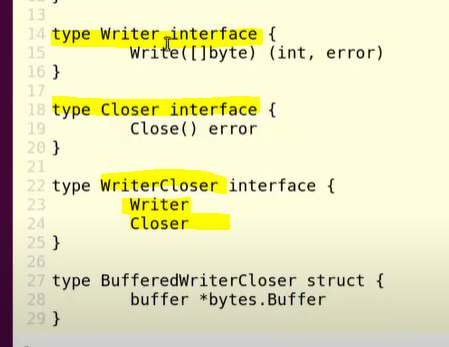 13
14 type Writer interface {
15         Write([]byte) (int, error)
16 }
17
18 type Closer interface {
19         Close() error
20 }
21
22 type WriterCloser interface {
23         Writer
24         Closer
25 }
26
27 type BufferedWriterCloser struct {
28         buffer *bytes.Buffer
29 }